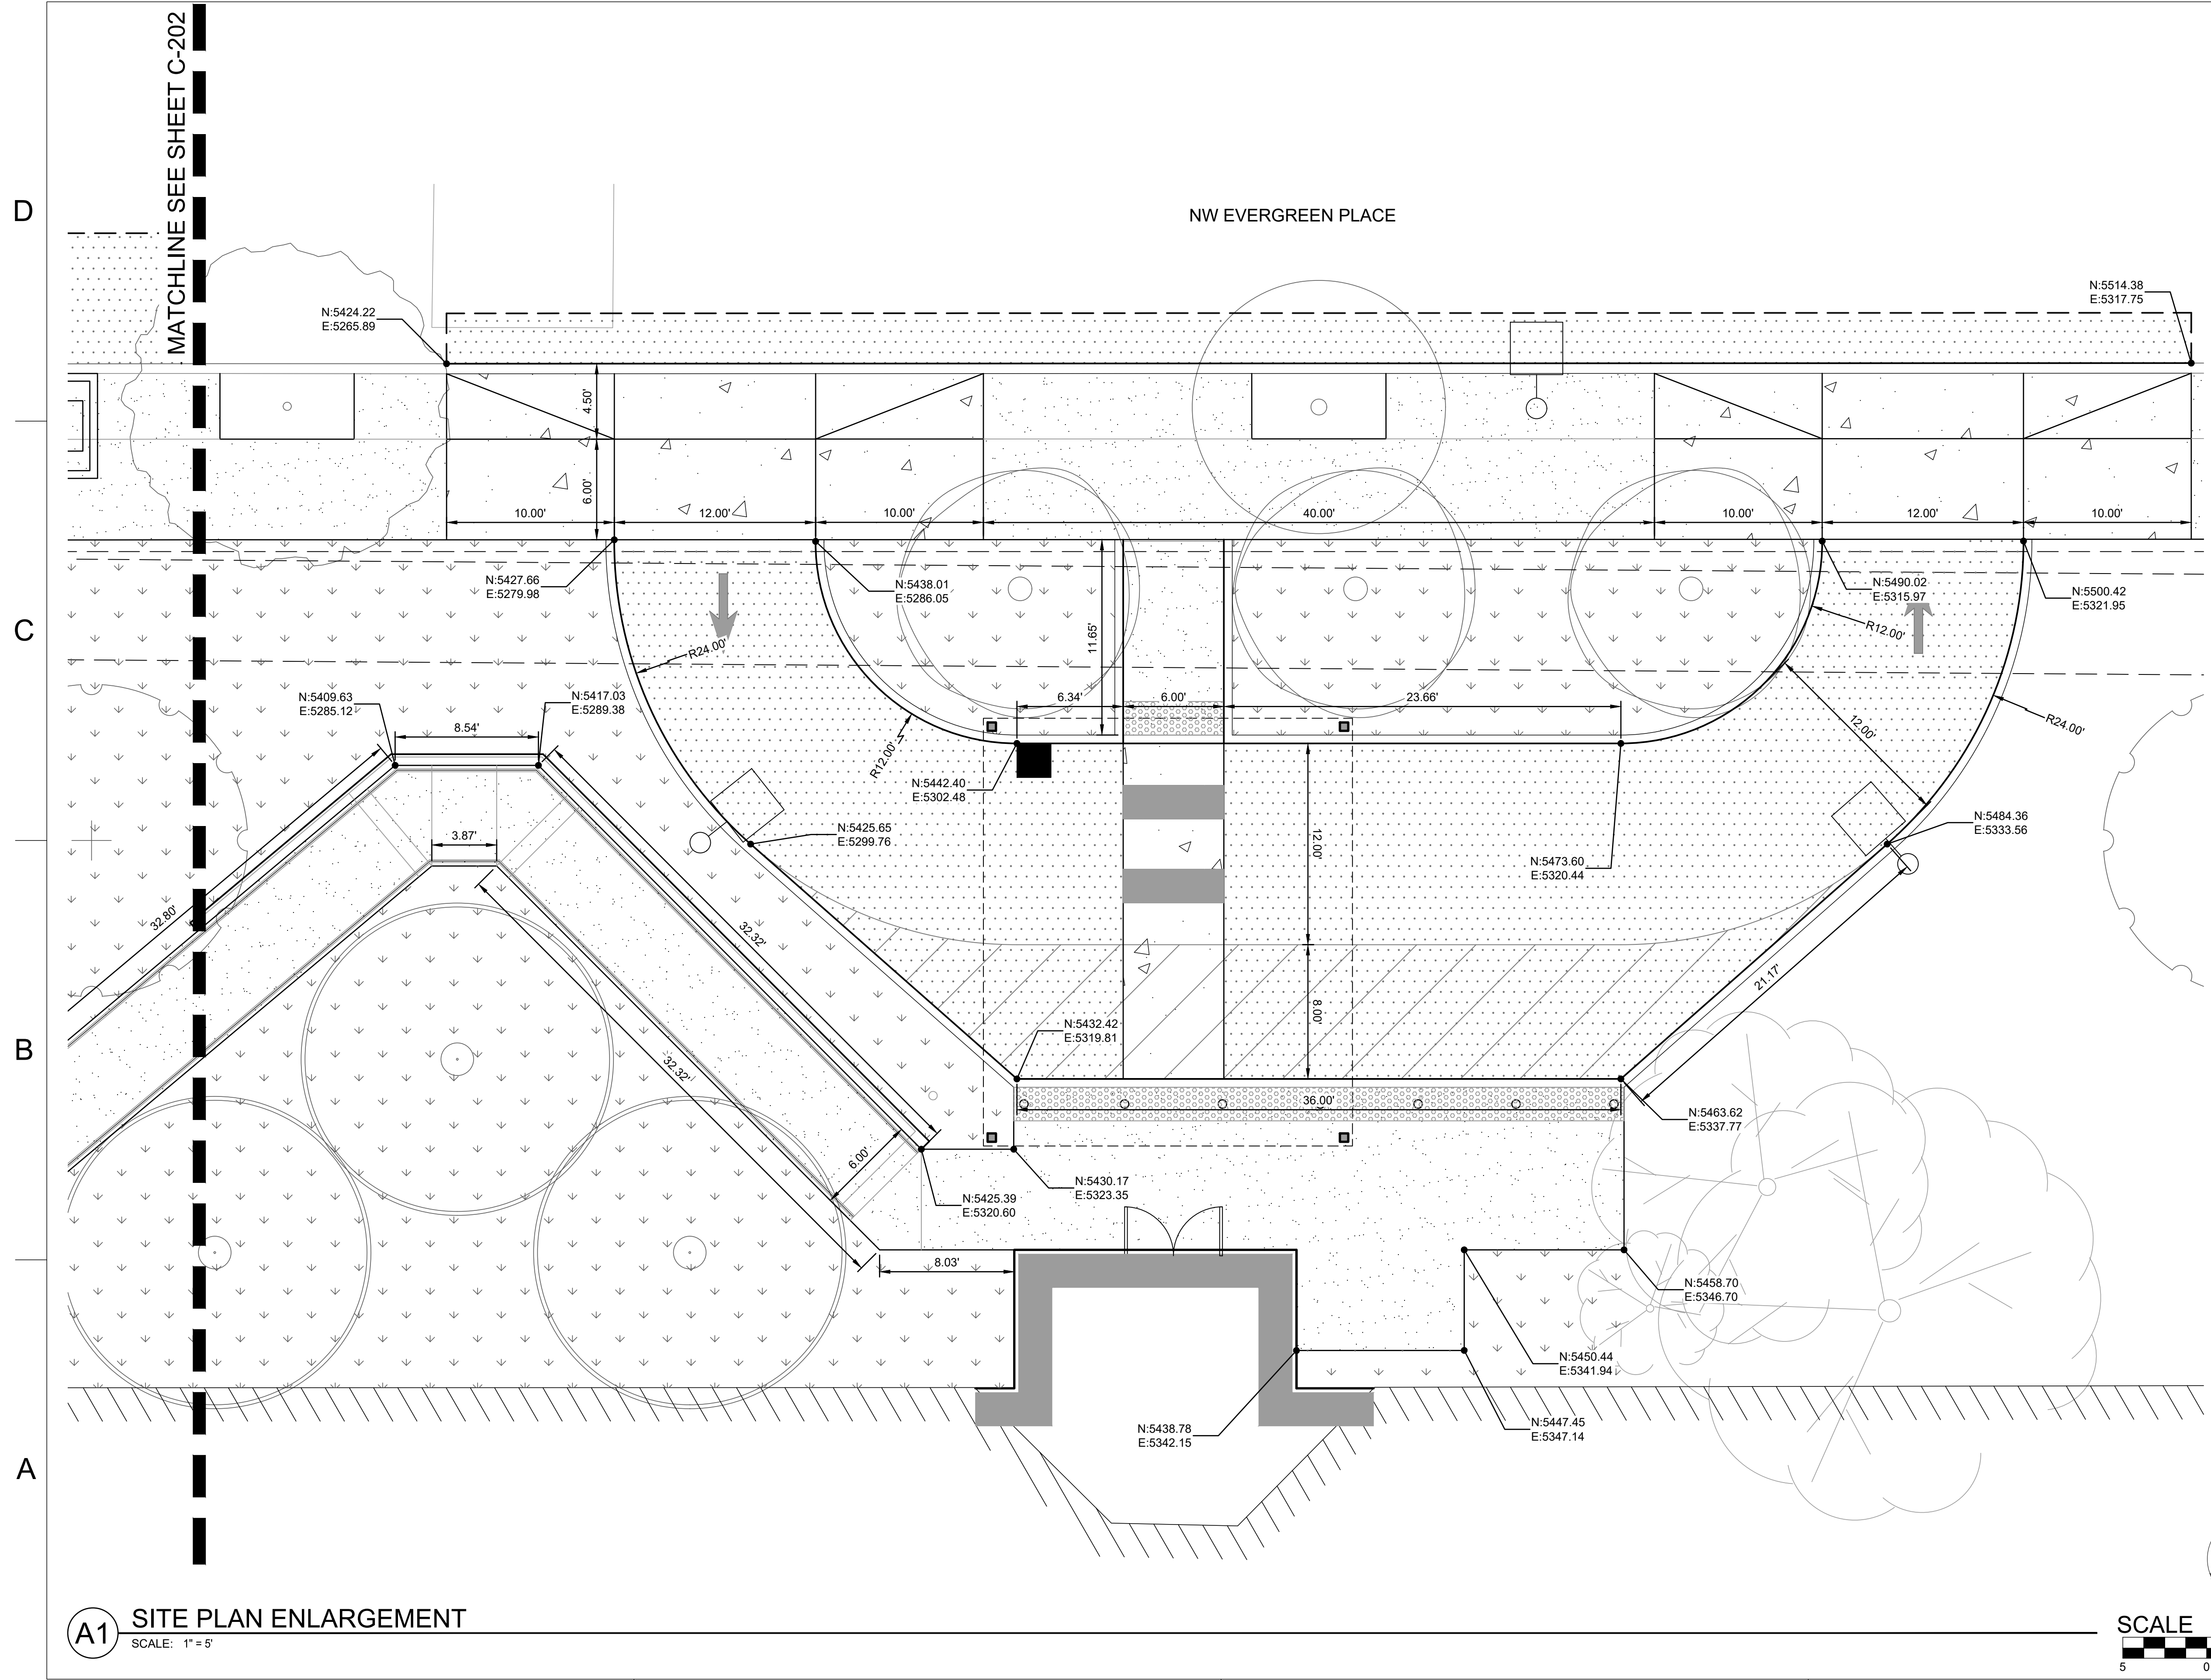 MATCHLINE SEE SHEET C-202
D
C
B
A
NW EVERGREEN PLACE
N:5424.22
E:5265.89
N:5514.38
E:5317.75
4.50'
6.00'
10.00'
12.00'
10.00'
40.00'
10.00'
12.00'
10.00'
N:5427.66
E:5279.98
N:5438.01
E:5286.05
N:5490.02
E:5315.97
N:5500.42
E:5321.95
R24.00'
11.65'
R12.00'
N:5409.63
E:5285.12
N:5417.03
E:5289.38
6.34'
6.00'
23.66'
12.00'
R24.00'
8.54'
R12.00'
N:5442.40
E:5302.48
N:5425.65
E:5299.76
3.87'
12.00'
N:5473.60
E:5320.44
N:5484.36
E:5333.56
32.80'
32.32'
21.17'
8.00'
N:5432.42
E:5319.81
32.32'
36.00'
N:5463.62
E:5337.77
6.00'
N:5425.39
E:5320.60
N:5430.17
E:5323.35
8.03'
N:5458.70
E:5346.70
N:5450.44
E:5341.94
N:5438.78
E:5342.15
N:5447.45
E:5347.14
A1
SITE PLAN ENLARGEMENT
SCALE: 1" = 5'
SCALE
5 0